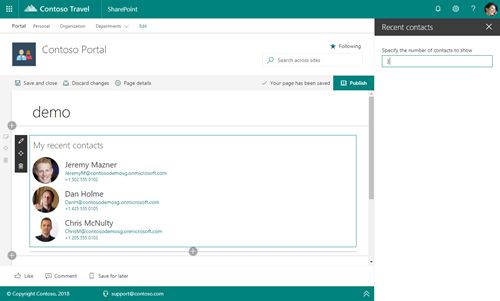 Contoso Travel SharePoint
Recent contacts
Portal Personal Organization Departments Edit
Specify the number of contacts to show
3
Contoso Portal
Following
Search across sites
Save and close Discard changes Page details Your page has been saved Publish
demo
My recent contacts
Jeremy Mazner
JeremyM@contosodemosg.onmicrosoft.com
+1 502 555 0102
Dan Holme
DanH@contosodemosg.onmicrosoft.com
+1 425 555 0105
Chris McNulty
ChrisM@contosodemosg.onmicrosoft.com
+1 205 555 0103
Like Comment Save for later
© Copyright Contoso, 2018 support@contoso.com